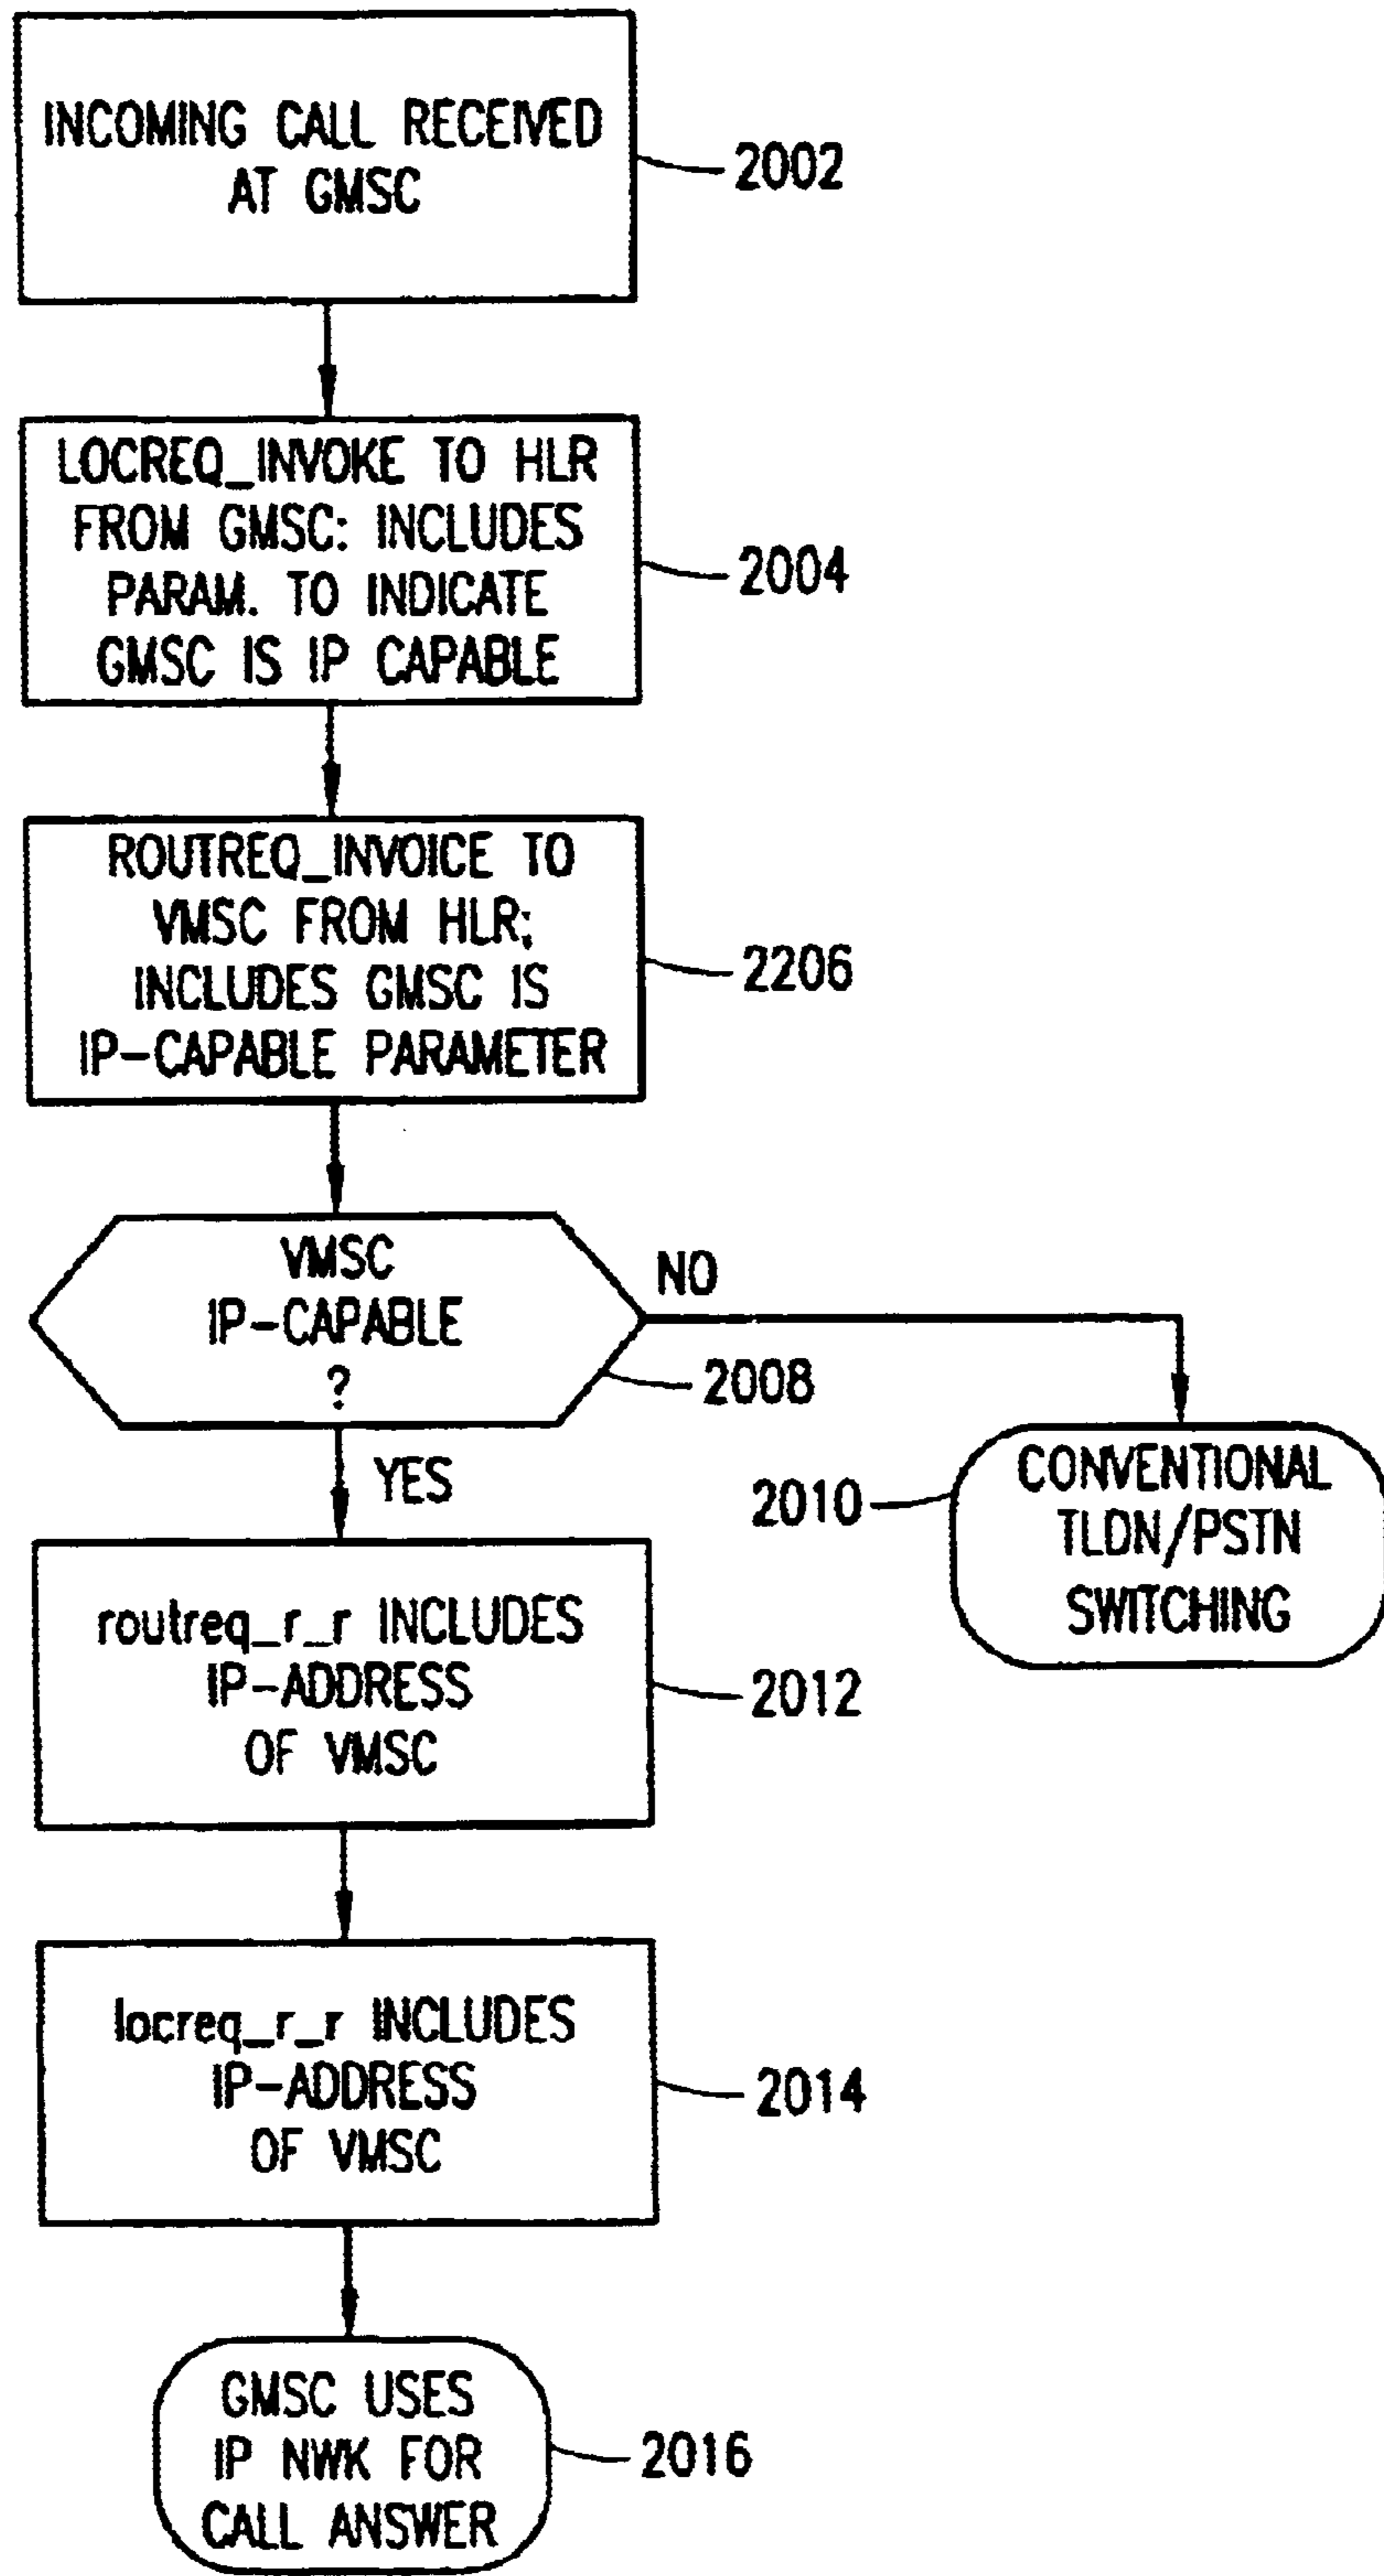 INCOMING CALL RECEIVED
AT GMSC
2002
LOCREQ_INVOKE TO HLR
FROM GMSC: INCLUDES
PARAM. TO INDICATE
GMSC IS IP CAPABLE
2004
ROUTREQ_INVOICE TO
VMSC FROM HLR;
INCLUDES GMSC IS
IP-CAPABLE PARAMETER
2206
VMSC
IP-CAPABLE
?
NO
2008
YES
2010
CONVENTIONAL
TLDN/PSTN
SWITCHING
routreq_r_r INCLUDES
IP-ADDRESS
OF VMSC
2012
locreq_r_r INCLUDES
IP-ADDRESS
OF VMSC
2014
GMSC USES
IP NWK FOR
CALL ANSWER
2016